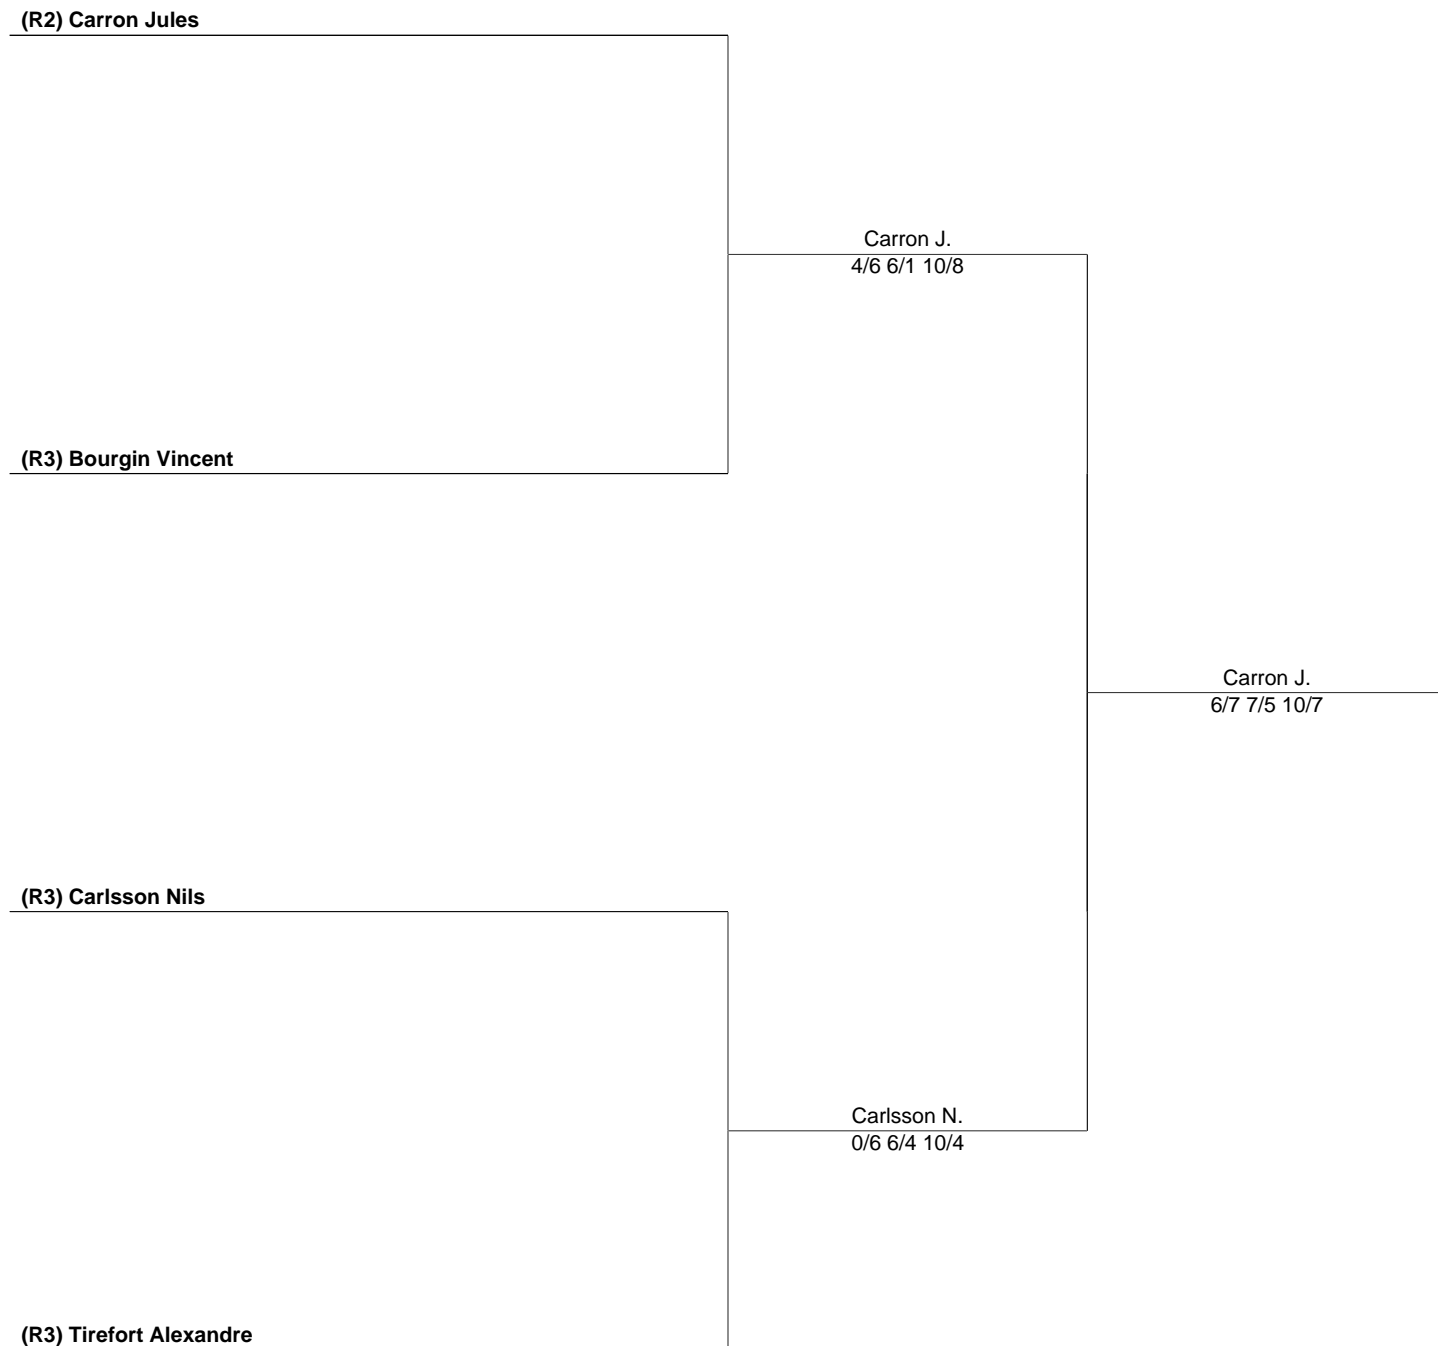 (R2) Carron Jules
Carron J.
4/6 6/1 10/8
(R3) Bourgin Vincent
Carron J.
6/7 7/5 10/7
(R3) Carlsson Nils
Carlsson N.
0/6 6/4 10/4
(R3) Tirefort Alexandre